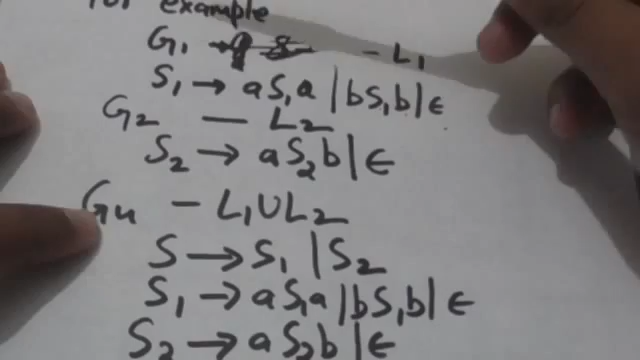 for example
G₁ → - L₁
S₁ → aS₁a | bS₁b | ϵ
G₂ — L₂
S₂ → aS₂b | ϵ
Gu - L₁UL₂
S → S₁ | S₂
S₁ → aS₁a | bS₁b | ϵ
S₂ → aS₂b | ϵ